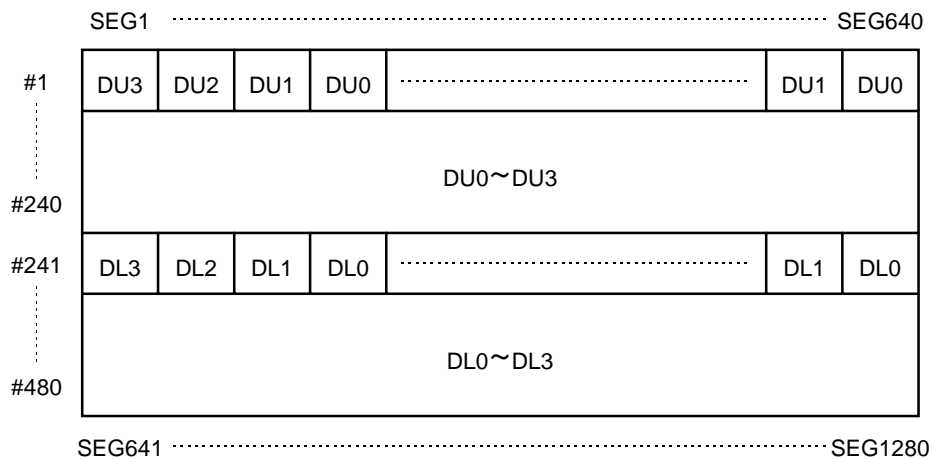 SEG1 SEG640
#1 DU3 DU2 DU1 DU0 DU1 DU0
DU0～DU3
#240
#241 DL3 DL2 DL1 DL0 DL1 DL0
DL0～DL3
#480
SEG641 SEG1280